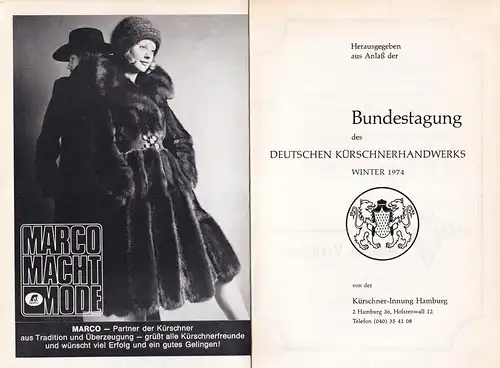 MARCO
MACHT
MODE
MARCO — Partner der Kürschner
aus Tradition und Überzeugung — grüßt alle Kürschnerfreunde
und wünscht viel Erfolg und ein gutes Gelingen!
Herausgegeben
aus Anlaß der
Bundestagung
des
DEUTSCHEN KÜRSCHNERHANDWERKS
WINTER 1974
von der
Kürschner-Innung Hamburg
2 Hamburg 36, Holstenwall 12
Telefon (040) 35 41 08